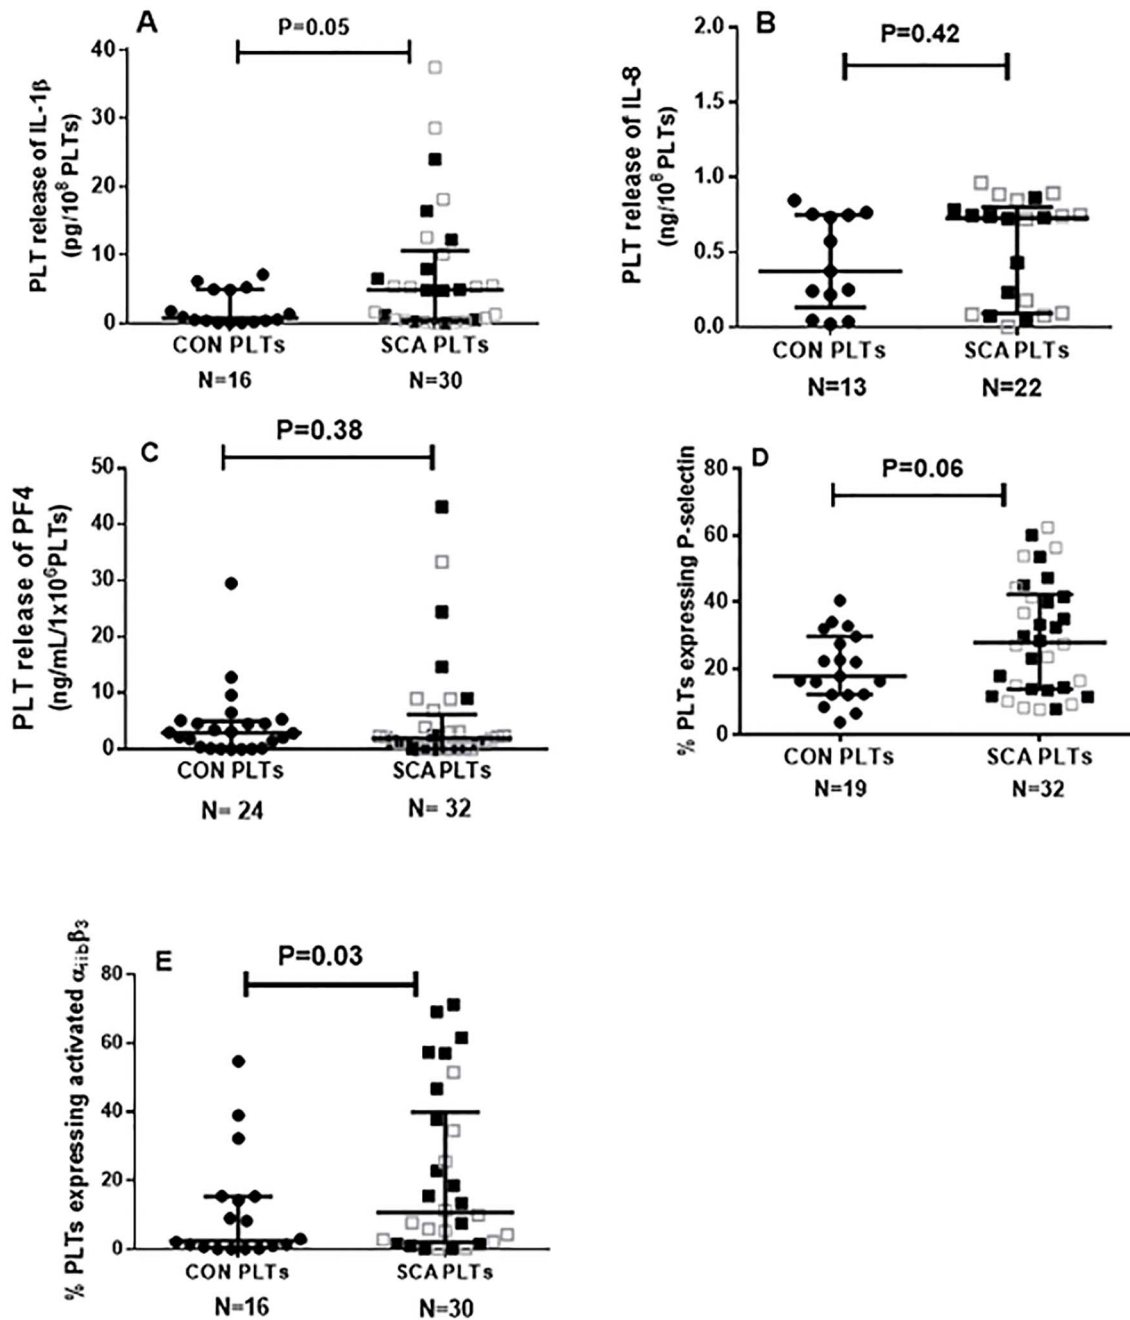 A
P=0.05
PLT release of IL-1β
(pg/10⁸ PLTs)
40
30
20
10
0
CON PLTs
SCA PLTs
N=16
N=30
B
P=0.42
PLT release of IL-8
(ng/10⁸ PLTs)
2.0
1.5
1.0
0.5
0.0
CON PLTs
SCA PLTs
N=13
N=22
C
P=0.38
PLT release of PF4
(ng/mL/1x10⁶PLTs)
50
40
30
20
10
0
CON PLTs
SCA PLTs
N= 24
N= 32
D
P=0.06
% PLTs expressing P-selectin
80
60
40
20
0
CON PLTs
SCA PLTs
N=19
N=32
E
P=0.03
% PLTs expressing activated αiibβ3
80
60
40
20
0
CON PLTs
SCA PLTs
N=16
N=30